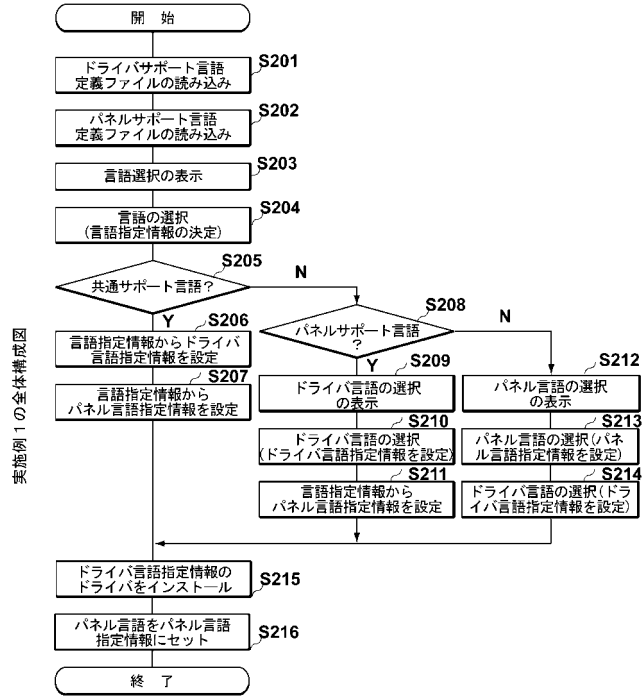 開 始
S201
ドライバサポート言語
定義ファイルの読み込み
S202
パネルサポート言語
定義ファイルの読み込み
S203
言語選択の表示
S204
言語の選択
(言語指定情報の決定)
S205
共通サポート言語?
N
Y
S206
言語指定情報からドライバ
言語指定情報を設定
S207
言語指定情報から
パネル言語指定情報を設定
S208
パネルサポート言語
?
N
Y
S209
ドライバ言語の選択
の表示
S210
ドライバ言語の選択
(ドライバ言語指定情報を設定)
S211
言語指定情報から
パネル言語指定情報を設定
S212
パネル言語の選択
の表示
S213
パネル言語の選択(パネ
ル言語指定情報を設定)
S214
ドライバ言語の選択(ドラ
イバ言語指定情報を設定)
S215
ドライバ言語指定情報の
ドライバをインストール
S216
パネル言語をパネル言語
指定情報にセット
終 了
実施例1の全体構成図